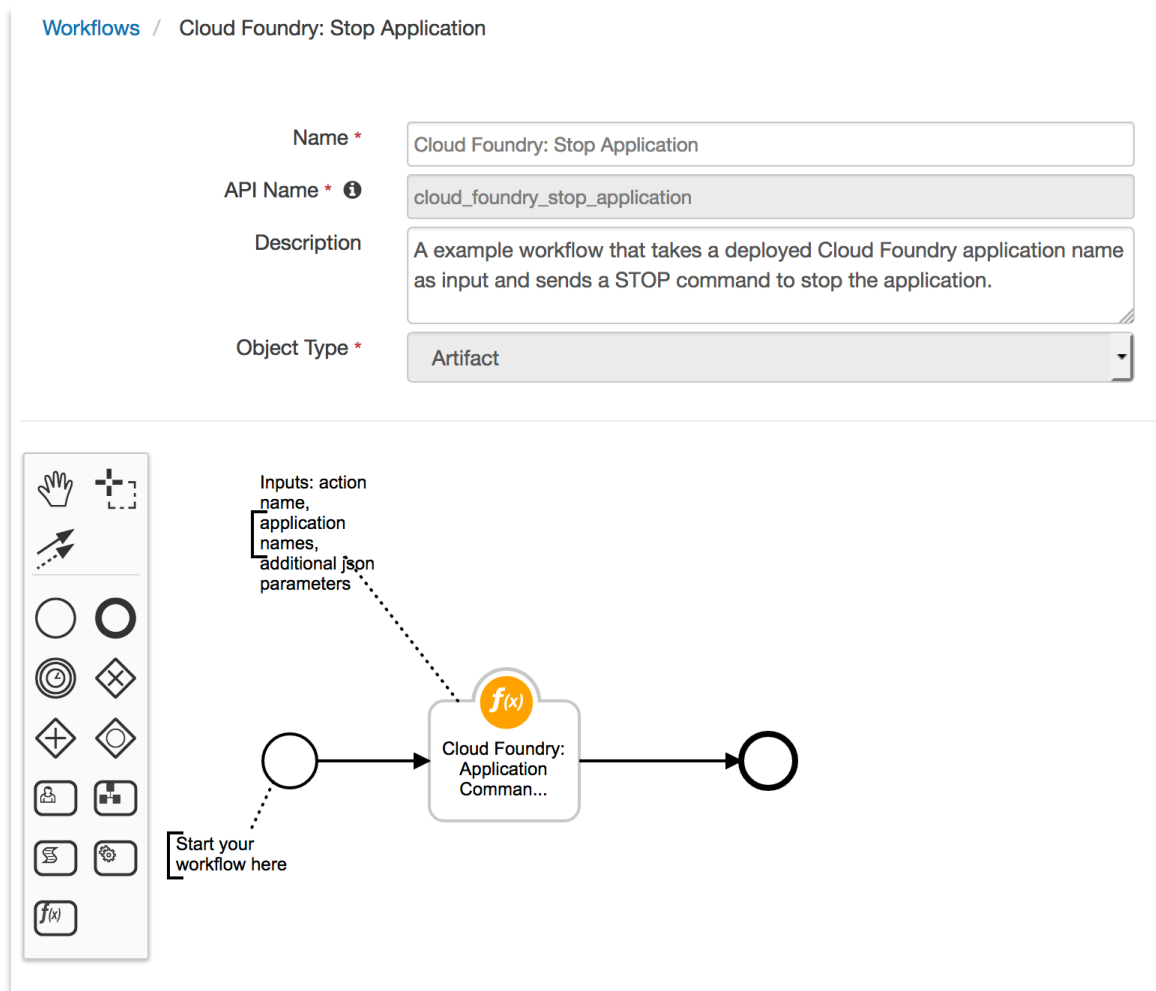 Workflows / Cloud Foundry: Stop Application
Name *
Cloud Foundry: Stop Application
API Name *
cloud_foundry_stop_application
Description
A example workflow that takes a deployed Cloud Foundry application name
as input and sends a STOP command to stop the application.
Object Type *
Artifact
Inputs: action
name,
application
names,
additional json
parameters
f(x)
Cloud Foundry:
Application
Comman...
Start your
workflow here
f(x)